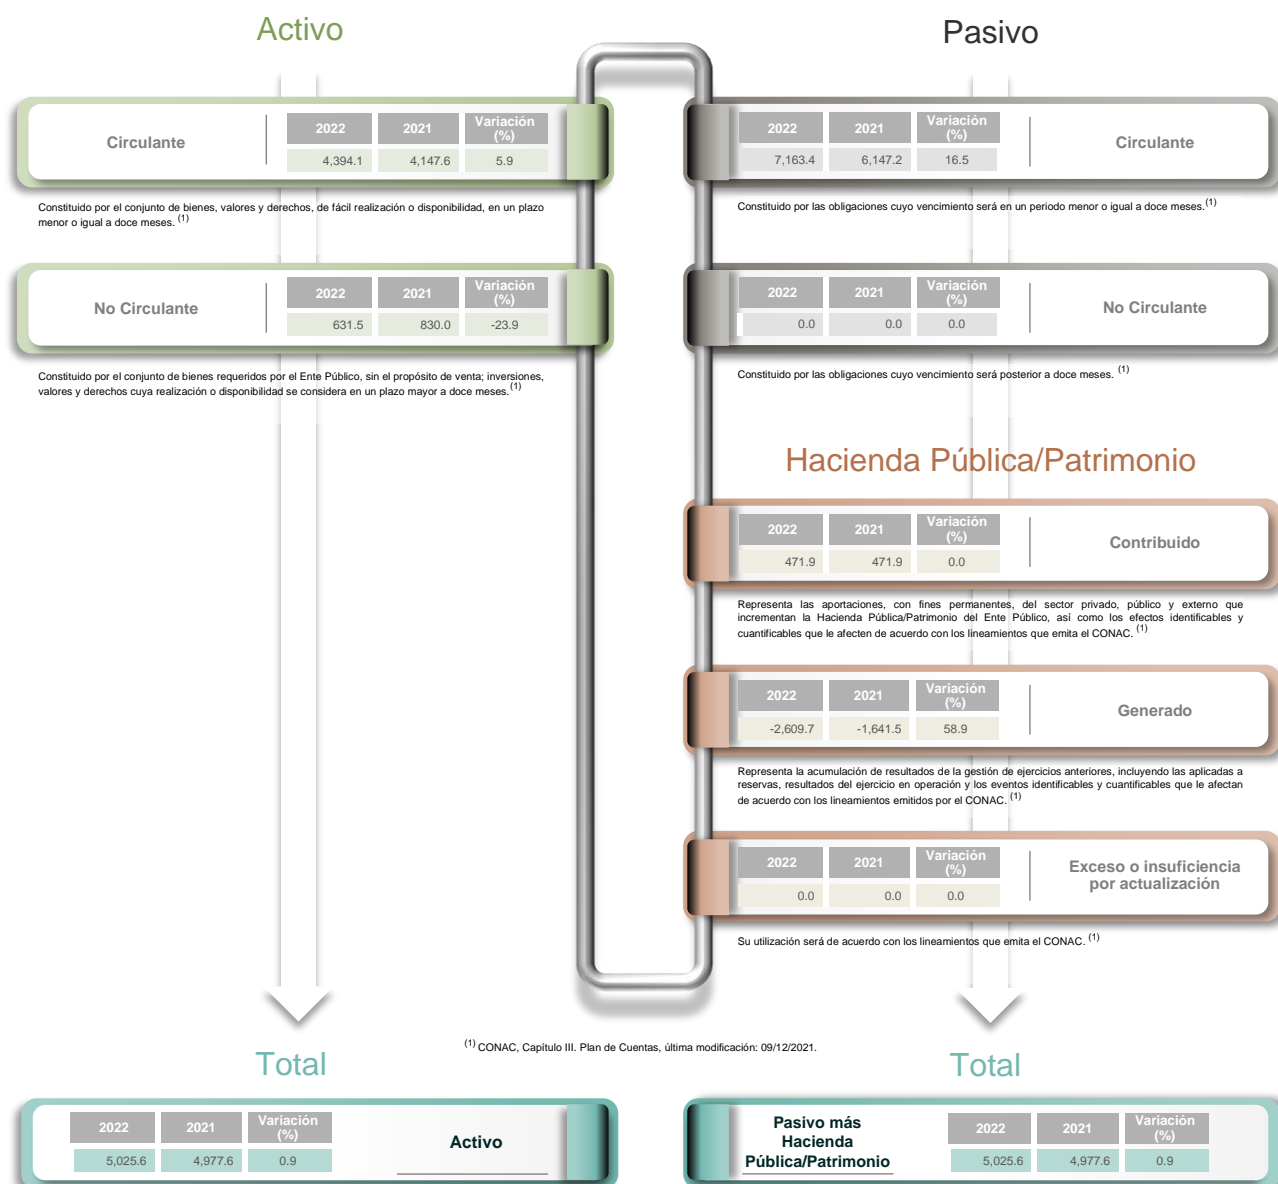 Activo
Circulante
2022 2021 Variación (%)
4,394.1 4,147.6 5.9
Constituido por el conjunto de bienes, valores y derechos, de fácil realización o disponibilidad, en un plazo
menor o igual a doce meses. (1)
No Circulante
2022 2021 Variación (%)
631.5 830.0 -23.9
Constituido por el conjunto de bienes requeridos por el Ente Público, sin el propósito de venta; inversiones,
valores y derechos cuya realización o disponibilidad se considera en un plazo mayor a doce meses. (1)
Pasivo
2022 2021 Variación (%)
7,163.4 6,147.2 16.5
Circulante
Constituido por las obligaciones cuyo vencimiento será en un periodo menor o igual a doce meses. (1)
2022 2021 Variación (%)
0.0 0.0 0.0
No Circulante
Constituido por las obligaciones cuyo vencimiento será posterior a doce meses. (1)
Hacienda Pública/Patrimonio
2022 2021 Variación (%)
471.9 471.9 0.0
Contribuido
Representa las aportaciones, con fines permanentes, del sector privado, público y externo que
incrementan la Hacienda Pública/Patrimonio del Ente Público, así como los efectos identificables y
cuantificables que le afecten de acuerdo con los lineamientos que emita el CONAC. (1)
2022 2021 Variación (%)
-2,609.7 -1,641.5 58.9
Generado
Representa la acumulación de resultados de la gestión de ejercicios anteriores, incluyendo las aplicadas a
reservas, resultados del ejercicio en operación y los eventos identificables y cuantificables que le afectan
de acuerdo con los lineamientos emitidos por el CONAC. (1)
2022 2021 Variación (%)
0.0 0.0 0.0
Exceso o insuficiencia
por actualización
Su utilización será de acuerdo con los lineamientos que emita el CONAC. (1)
(1) CONAC, Capítulo III. Plan de Cuentas, última modificación: 09/12/2021.
Total
2022 2021 Variación (%)
5,025.6 4,977.6 0.9
Activo
Total
Pasivo más
Hacienda
Pública/Patrimonio
2022 2021 Variación (%)
5,025.6 4,977.6 0.9